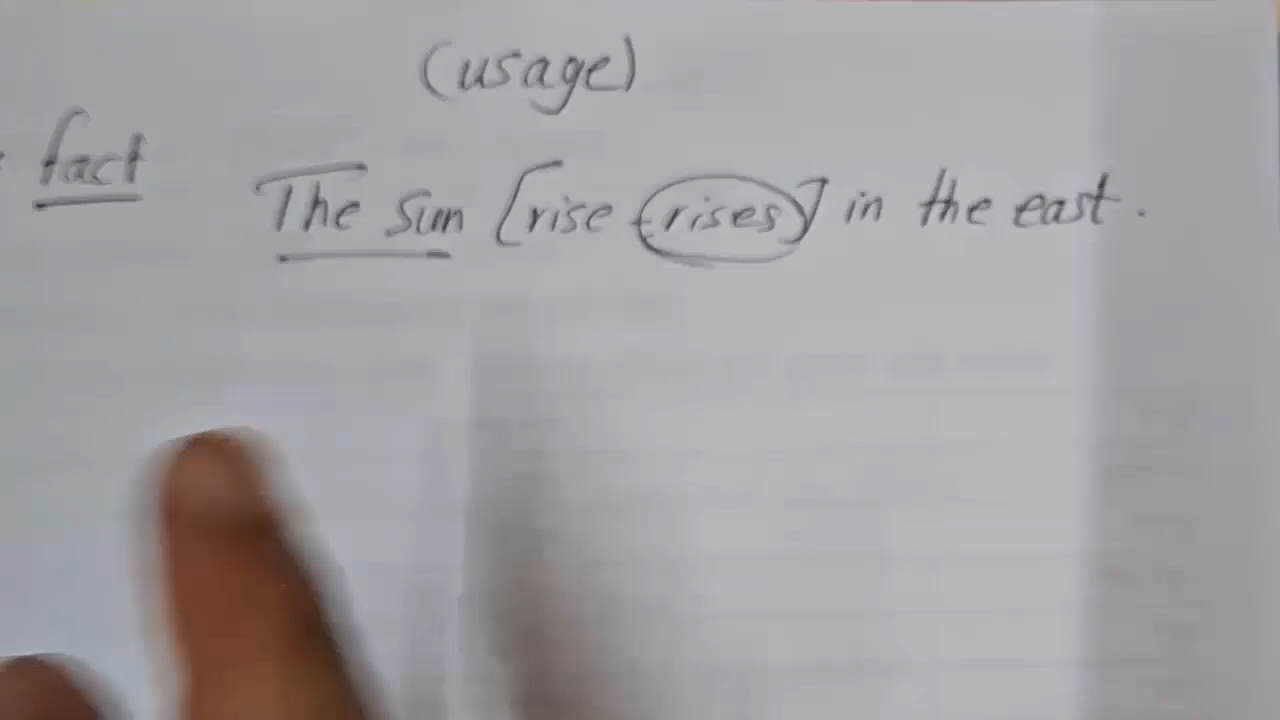 (usage)
fact The Sun [rise (rises)] in the east.